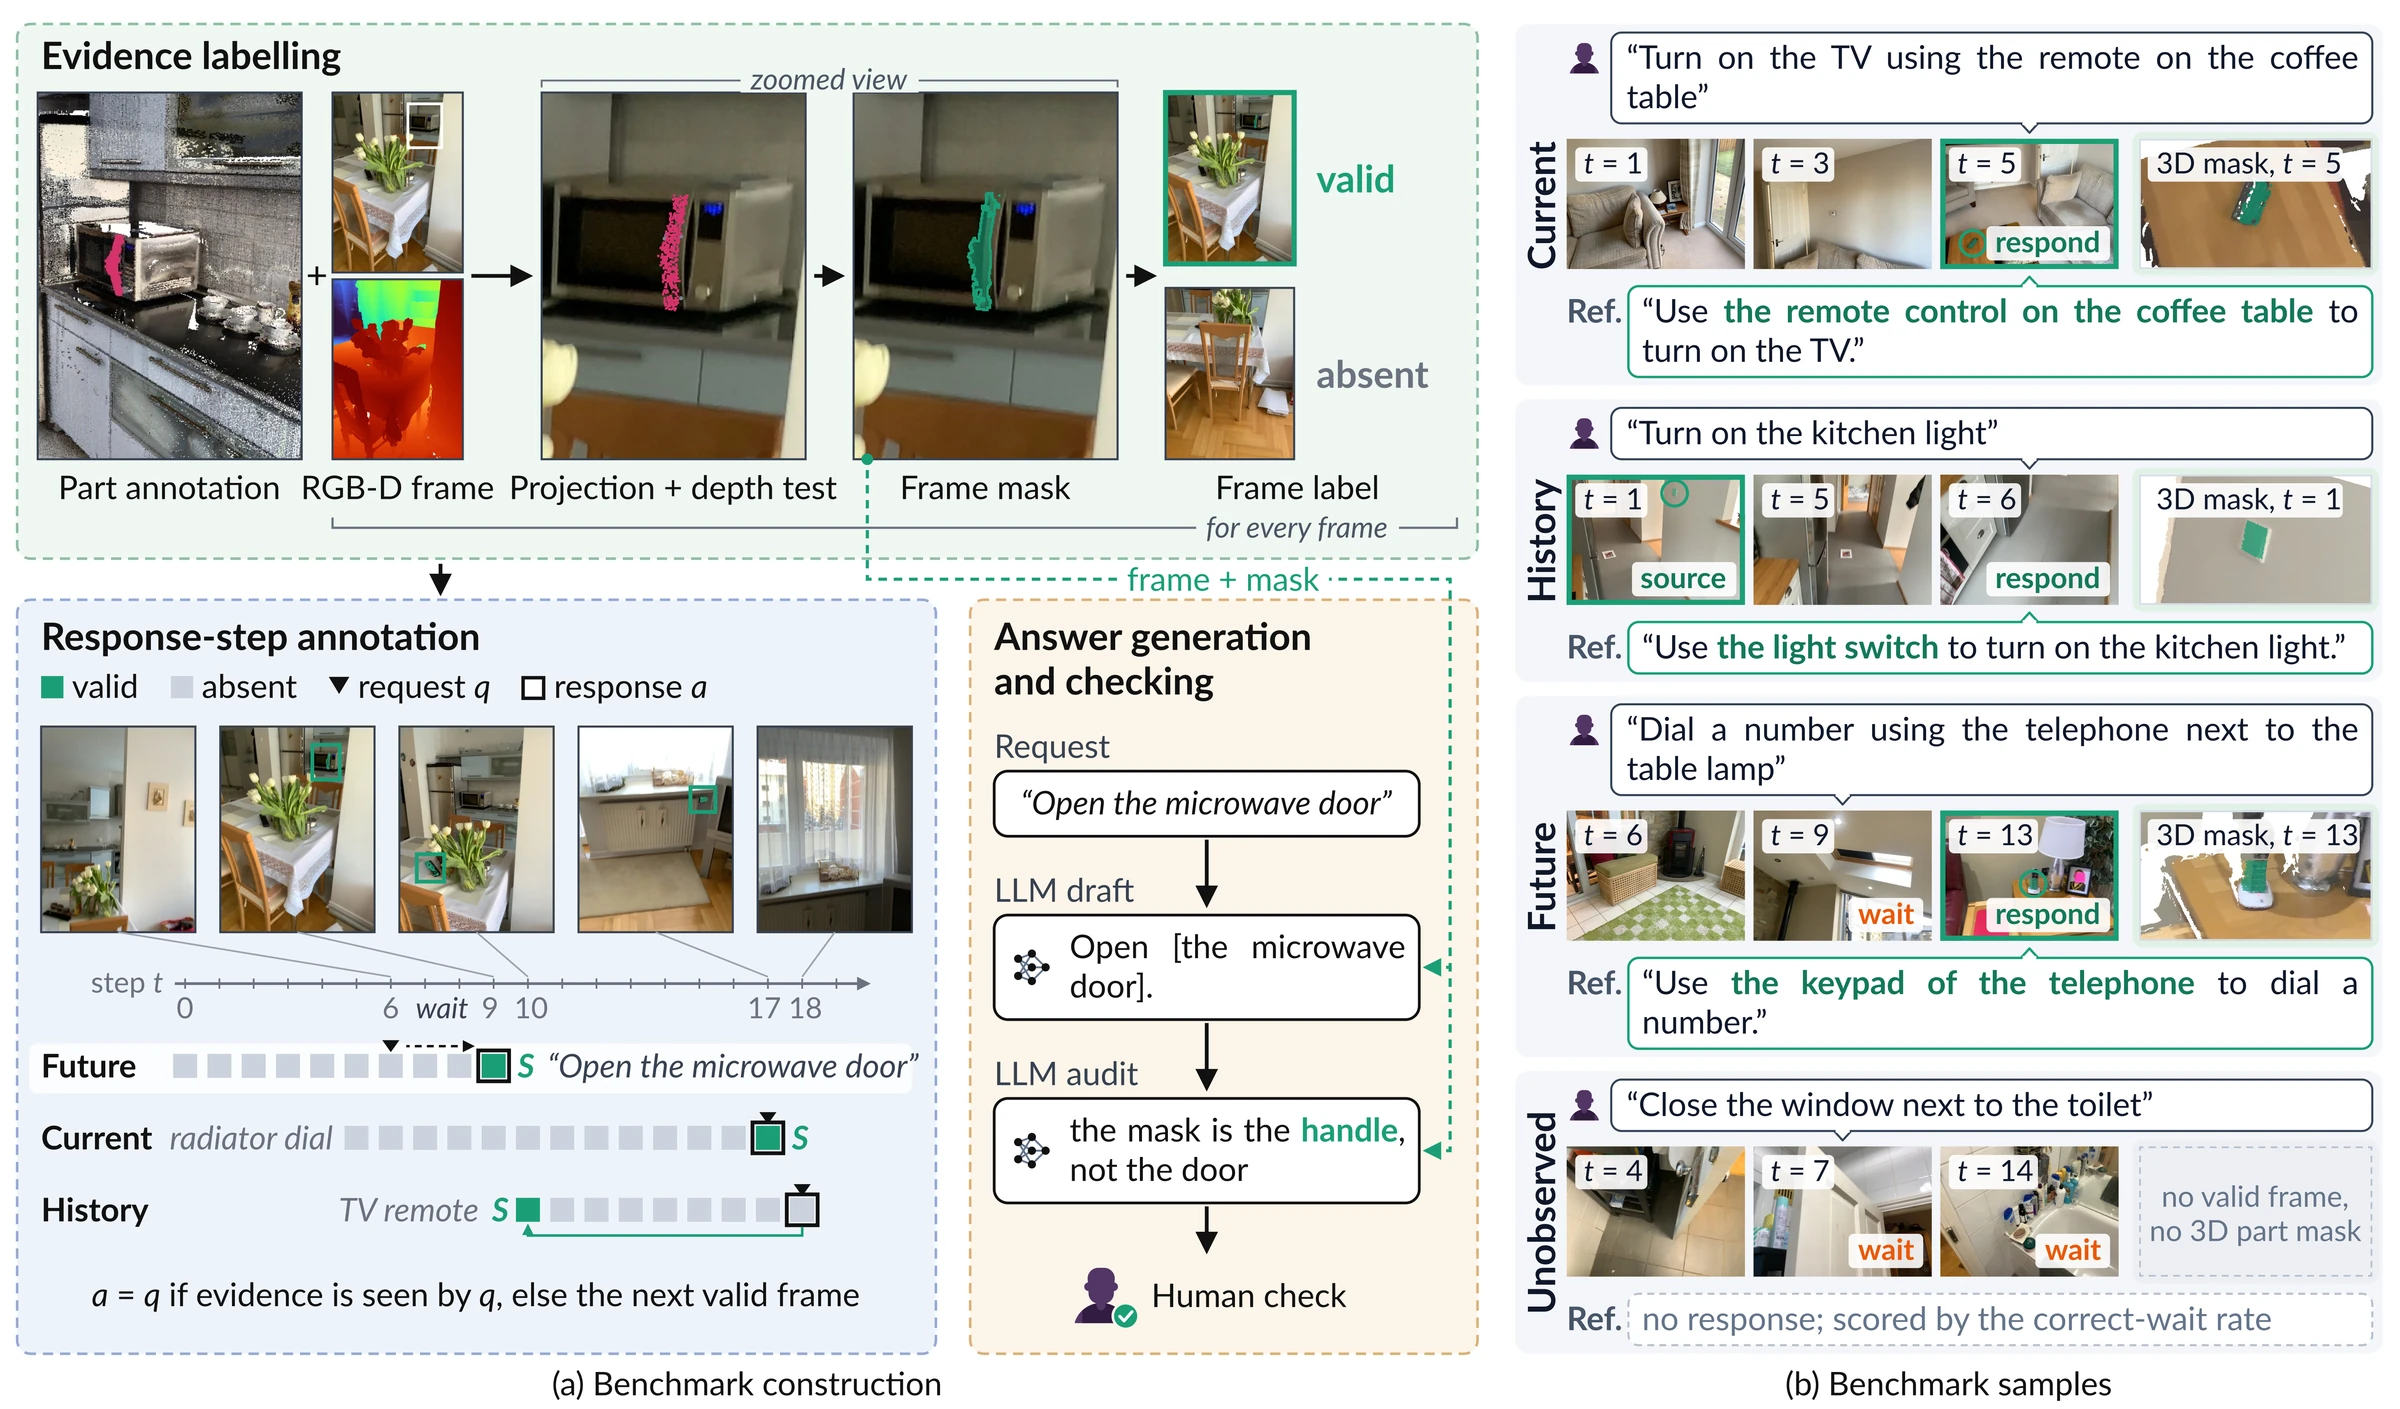 Evidence labelling
zoomed view
+
valid
absent
Part annotation
RGB-D frame
Projection + depth test
Frame mask
Frame label
for every frame
frame + mask
Response-step annotation
valid
absent
request q
response a
step t
0
6
wait
9
10
17
18
Future
S
“Open the microwave door”
Current
radiator dial
S
History
TV remote
S
a = q if evidence is seen by q, else the next valid frame
Answer generation
and checking
Request
“Open the microwave door”
LLM draft
Open [the microwave
door].
LLM audit
the mask is the handle,
not the door
Human check
(a) Benchmark construction
Current
“Turn on the TV using the remote on the coffee
table”
t = 1
t = 3
t = 5
respond
3D mask, t = 5
Ref.
“Use the remote control on the coffee table to
turn on the TV.”
History
“Turn on the kitchen light”
t = 1
source
t = 5
t = 6
respond
3D mask, t = 1
Ref.
“Use the light switch to turn on the kitchen light.”
Future
“Dial a number using the telephone next to the
table lamp”
t = 6
t = 9
wait
t = 13
respond
3D mask, t = 13
Ref.
“Use the keypad of the telephone to dial a
number.”
Unobserved
“Close the window next to the toilet”
t = 4
t = 7
wait
t = 14
wait
no valid frame,
no 3D part mask
Ref.
no response; scored by the correct-wait rate
(b) Benchmark samples